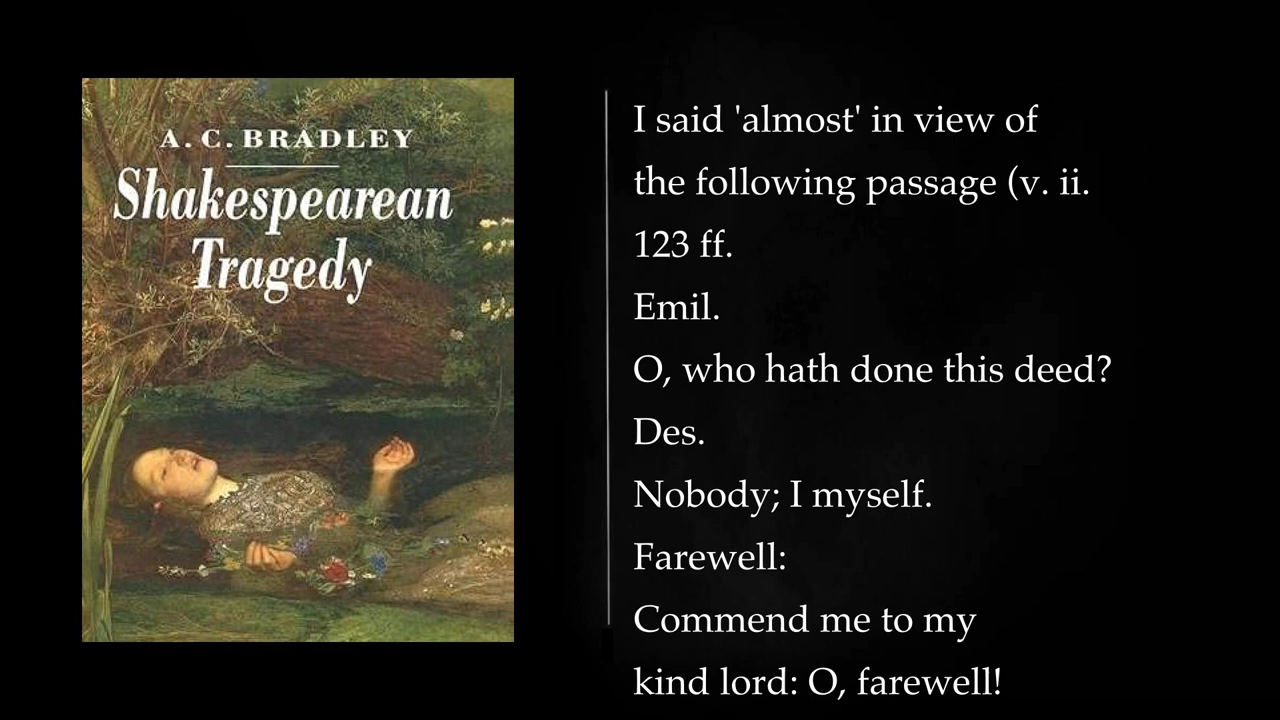 A. C. BRADLEY
Shakespearean
Tragedy
I said 'almost' in view of
the following passage (v. ii.
123 ff.
Emil.
O, who hath done this deed?
Des.
Nobody; I myself.
Farewell:
Commend me to my
kind lord: O, farewell!